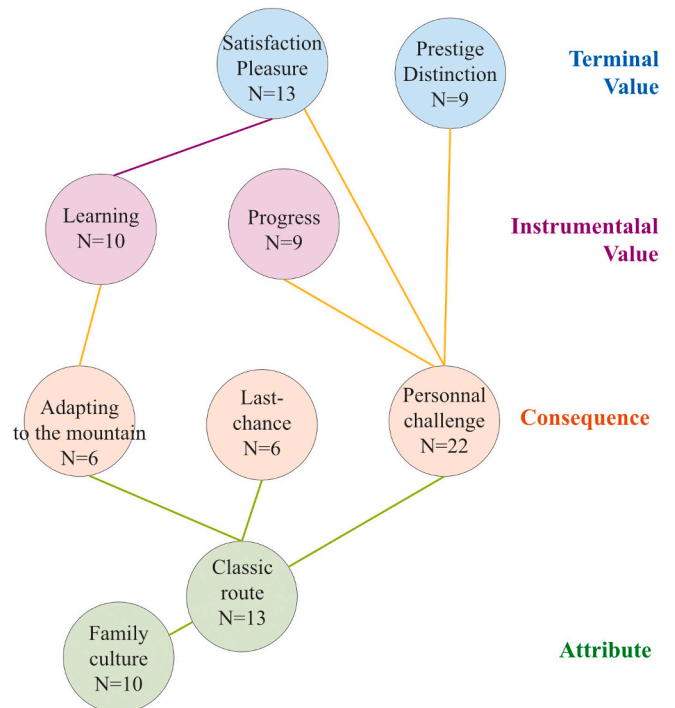 Satisfaction
Pleasure
N=13
Prestige
Distinction
N=9
Terminal
Value
Learning
N=10
Progress
N=9
Instrumentalal
Value
Adapting
to the mountain
N=6
Last-
chance
N=6
Personnal
challenge
N=22
Consequence
Classic
route
N=13
Family
culture
N=10
Attribute